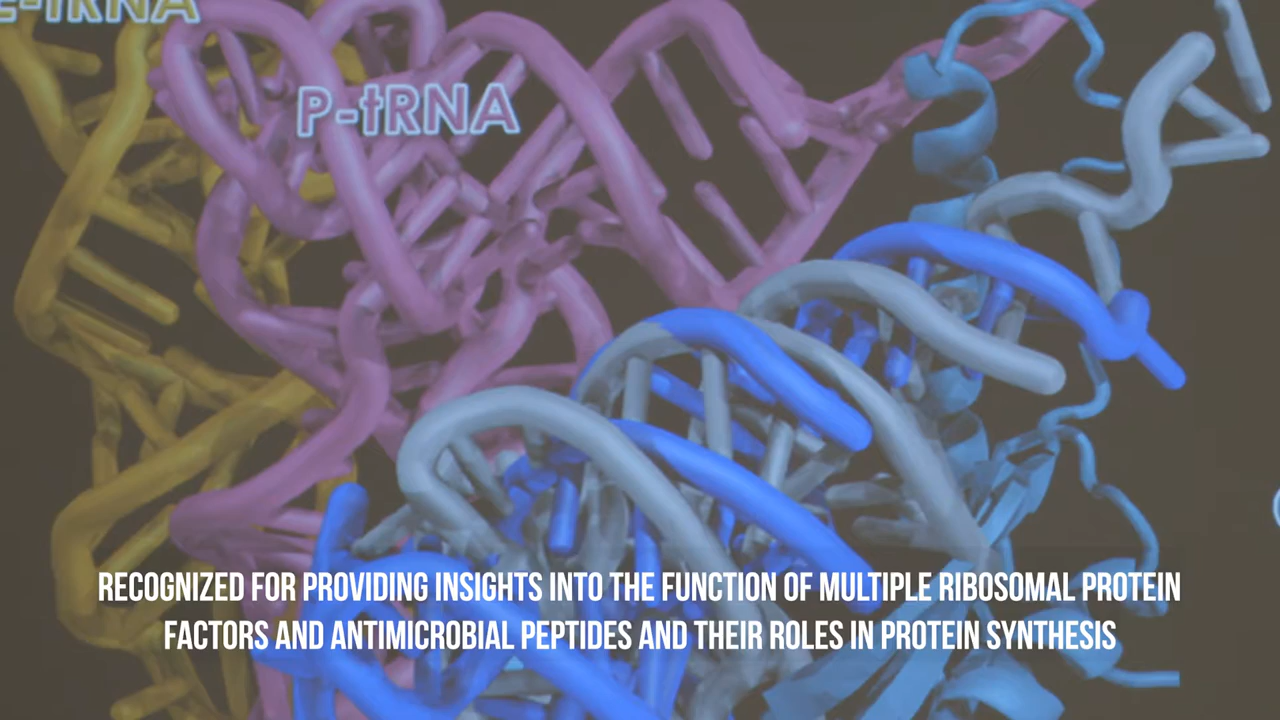 E-tRNA
P-tRNA
RECOGNIZED FOR PROVIDING INSIGHTS INTO THE FUNCTION OF MULTIPLE RIBOSOMAL PROTEIN
FACTORS AND ANTIMICROBIAL PEPTIDES AND THEIR ROLES IN PROTEIN SYNTHESIS